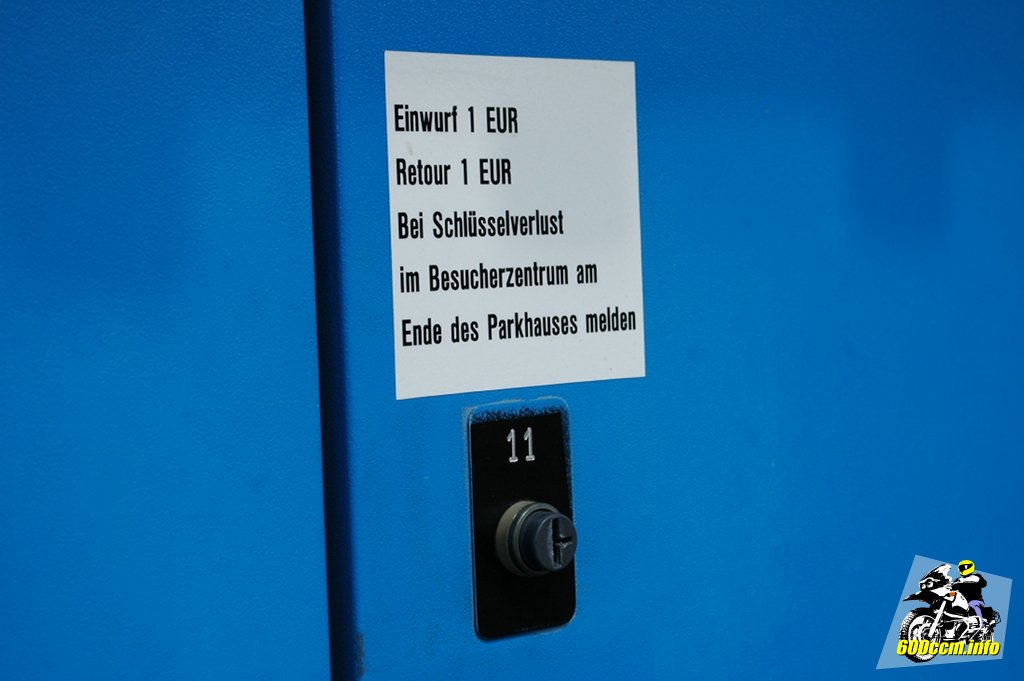 Einwurf 1 EUR
Retour 1 EUR
Bei Schlüsselverlust
im Besucherzentrum am
Ende des Parkhauses melden
11
600ccm.info